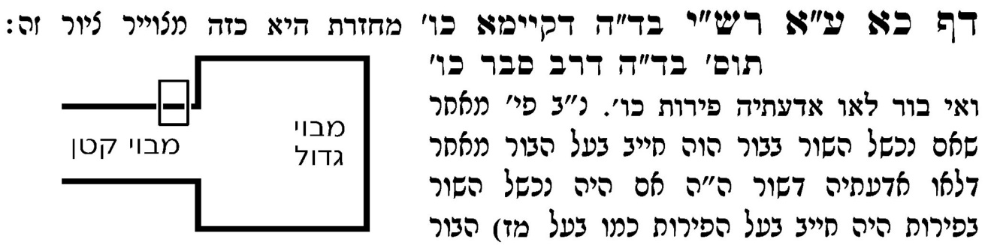 דף כא ע"א רש"י בד"ה דקיימא כו' מחזרת היא כזה מצוייר ציור זה:
תוס' בד"ה דרב סבר כו'
ואי בור לאו אדעתיה פירות כו'. נ"ב פי' מאחר
שאם נכשל השור בבור הוה חייב בעל הבור מאחר
דלאו אדעתיה דשור ה"ה אם היה נכשל השור
בפירות היה חייב בעל הפירות כמו בעל מז) הבור
מבוי
גדול
מבוי קטן